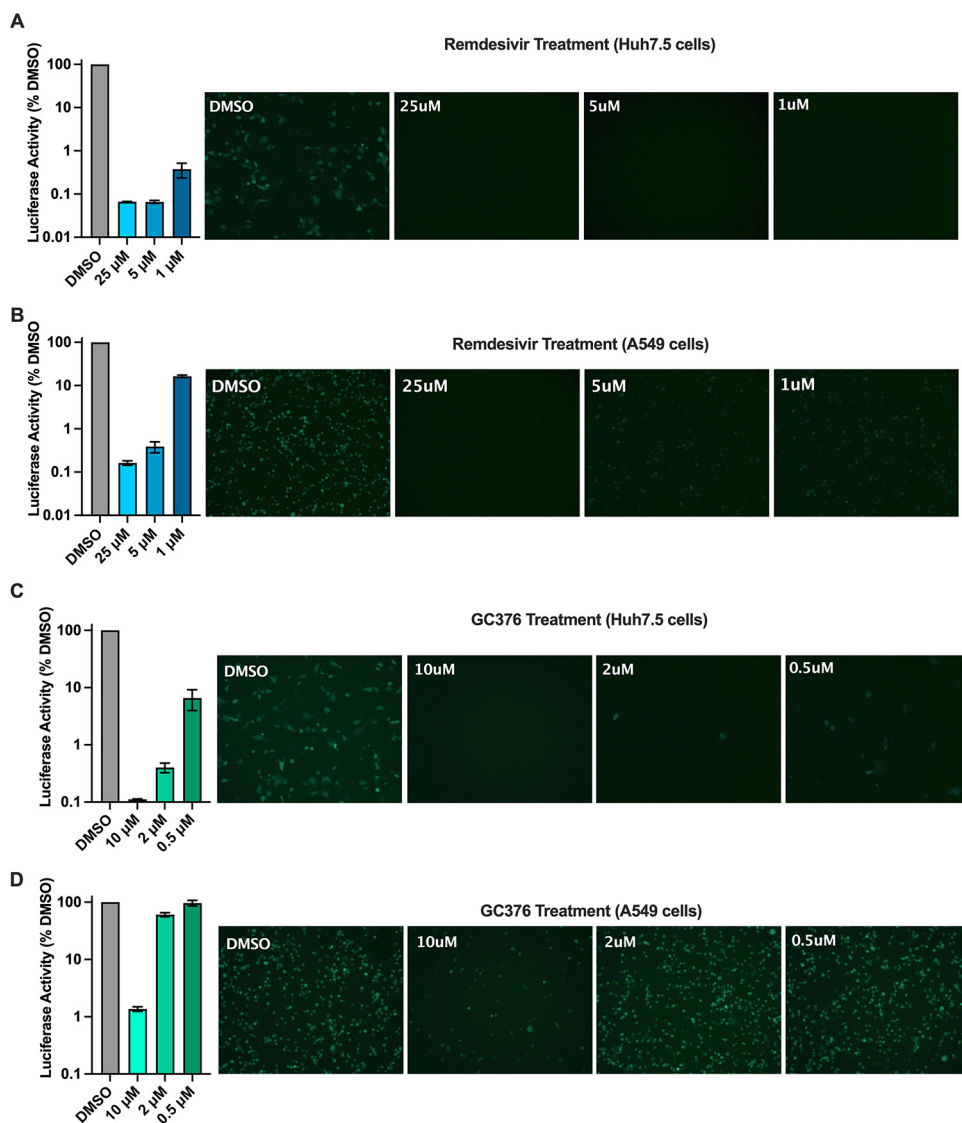 A
Remdesivir Treatment (Huh7.5 cells)
Luciferase Activity (% DMSO)
100
10
1
0.1
0.01
DMSO
25 µM
5 µM
1 µM
DMSO
25uM
5uM
1uM
B
Remdesivir Treatment (A549 cells)
Luciferase Activity (% DMSO
100
10
1
0.1
0.01
DMSO
25 µM
5 µM
1 µM
DMSO
25uM
5uM
1uM
C
GC376 Treatment (Huh7.5 cells)
Luciferase Activity (% DMSO)
100
10
1
0.1
DMSO
10 µM
2 µM
0.5 µM
DMSO
10uM
2uM
0.5uM
D
GC376 Treatment (A549 cells)
Luciferase Activity (% DMSO)
100
10
1
0.1
DMSO
10 µM
2 µM
0.5 µM
DMSO
10uM
2uM
0.5uM